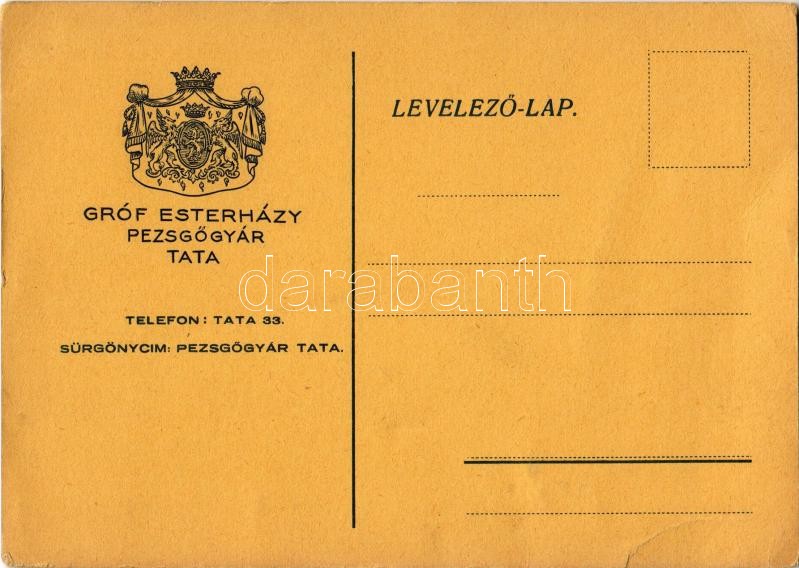 GRÓF ESTERHÁZY
PEZSGŐGYÁR
TATA
TELEFON: TATA 33.
SÜRGÖNYCIM: PEZSGŐGYÁR TATA.
LEVELEZŐ-LAP.
darabanth